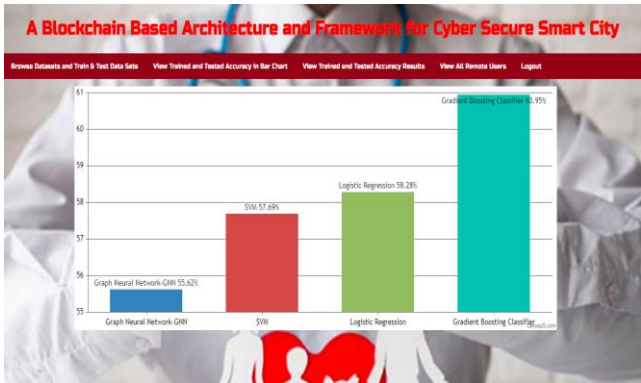 A Blockchain Based Architecture and Framework for Cyber Secure Smart City
Browse Datasets and Train & Test Data Sets View Trained and Tested Accuracy in Bar Chart View Trained and Tested Accuracy Results View All Remote Users Logout
61
Gradient Boosting Classifier 60.95%
60
59
Logistic Regression 58.28%
58
SVM 57.69%
57
56
Graph Neural Network-GNN 55.62%
55
Graph Neural Network-GNN SVM Logistic Regression Gradient Boosting Classifier